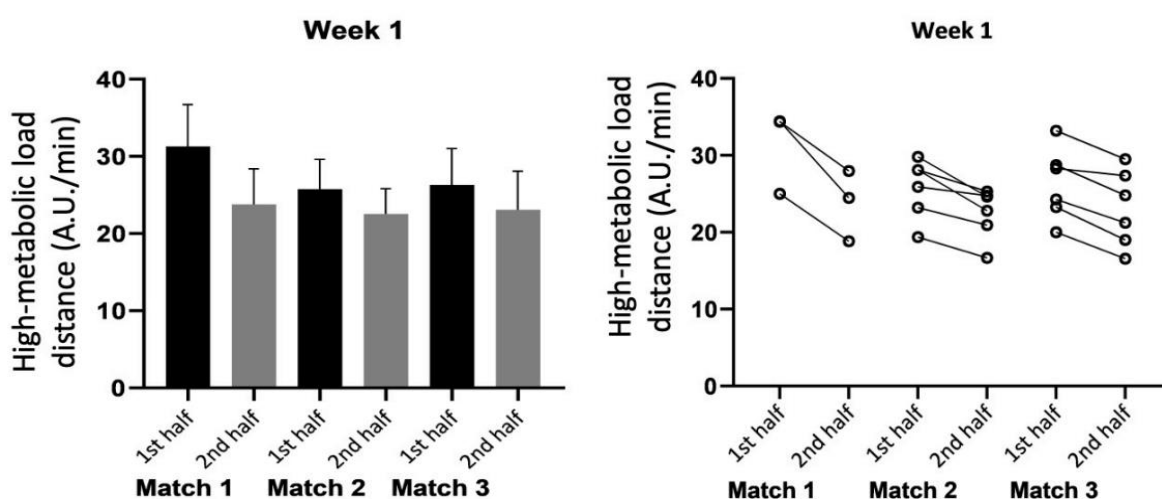 Week 1
High-metabolic load
distance (A.U./min)
40
30
20
10
0
1st half
2nd half
1st half
2nd half
1st half
2nd half
Match 1 Match 2 Match 3
Week 1
High-metabolic load
distance (A.U./min)
40
30
20
10
0
1st half
2nd half
1st half
2nd half
1st half
2nd half
Match 1 Match 2 Match 3